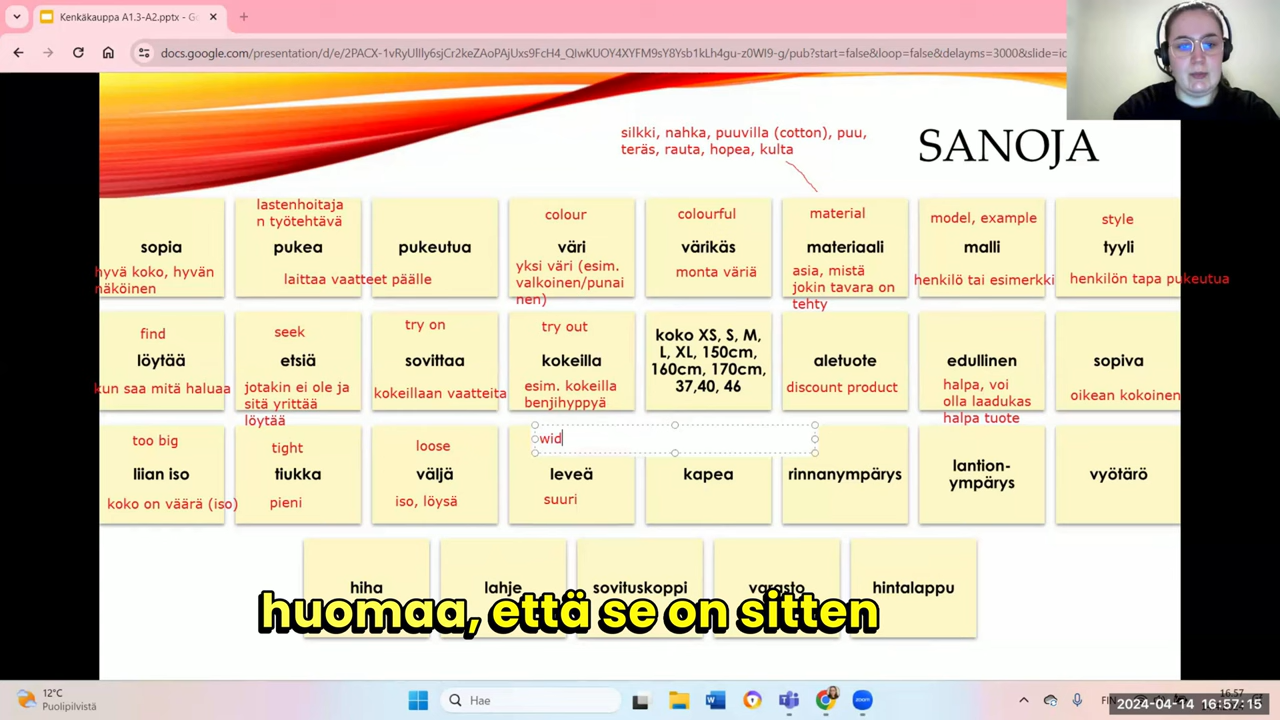 Kenkäkauppa A1.3-A2.pptx - Go
docs.google.com/presentation/d/e/2PACX-1vRyUllly6sjCr2keZAoPAjUxs9FcH4_QIwKUOY4XYFM9sY8Ysb1kLh4gu-z0WI9-g/pub?start=false&loop=false&delayms=3000&slide=ic
silkki, nahka, puuvilla (cotton), puu,
teräs, rauta, hopea, kulta
SANOJA
sopia
hyvä koko, hyvän
näköinen
lastenhoitaja
n työtehtävä
pukea
pukeutua
laittaa vaatteet päälle
colour
väri
yksi väri (esim.
valkoinen/punai
nen)
colourful
värikäs
monta väriä
material
materiaali
asia, mistä
jokin tavara on
tehty
model, example
malli
henkilö tai esimerkki
style
tyyli
henkilön tapa pukeutua
find
löytää
kun saa mitä haluaa
seek
etsiä
jotakin ei ole ja
sitä yrittää
löytää
try on
sovittaa
kokeillaan vaatteita
try out
kokeilla
esim. kokeilla
benjihyppyä
koko XS, S, M,
L, XL, 150cm,
160cm, 170cm,
37,40, 46
aletuote
discount product
edullinen
halpa, voi
olla laadukas
halpa tuote
sopiva
oikean kokoinen
too big
liian iso
koko on väärä (iso)
tight
tiukka
pieni
loose
väljä
iso, löysä
wid
leveä
suuri
kapea
rinnanympärys
lantion-
ympärys
vyötärö
hiha
lahje
sovituskoppi
varasto
hintalappu
huomaa, että se on sitten
12°C
Puolipilvistä
Hae
FIN
16.57
2024-04-14 16:57:15